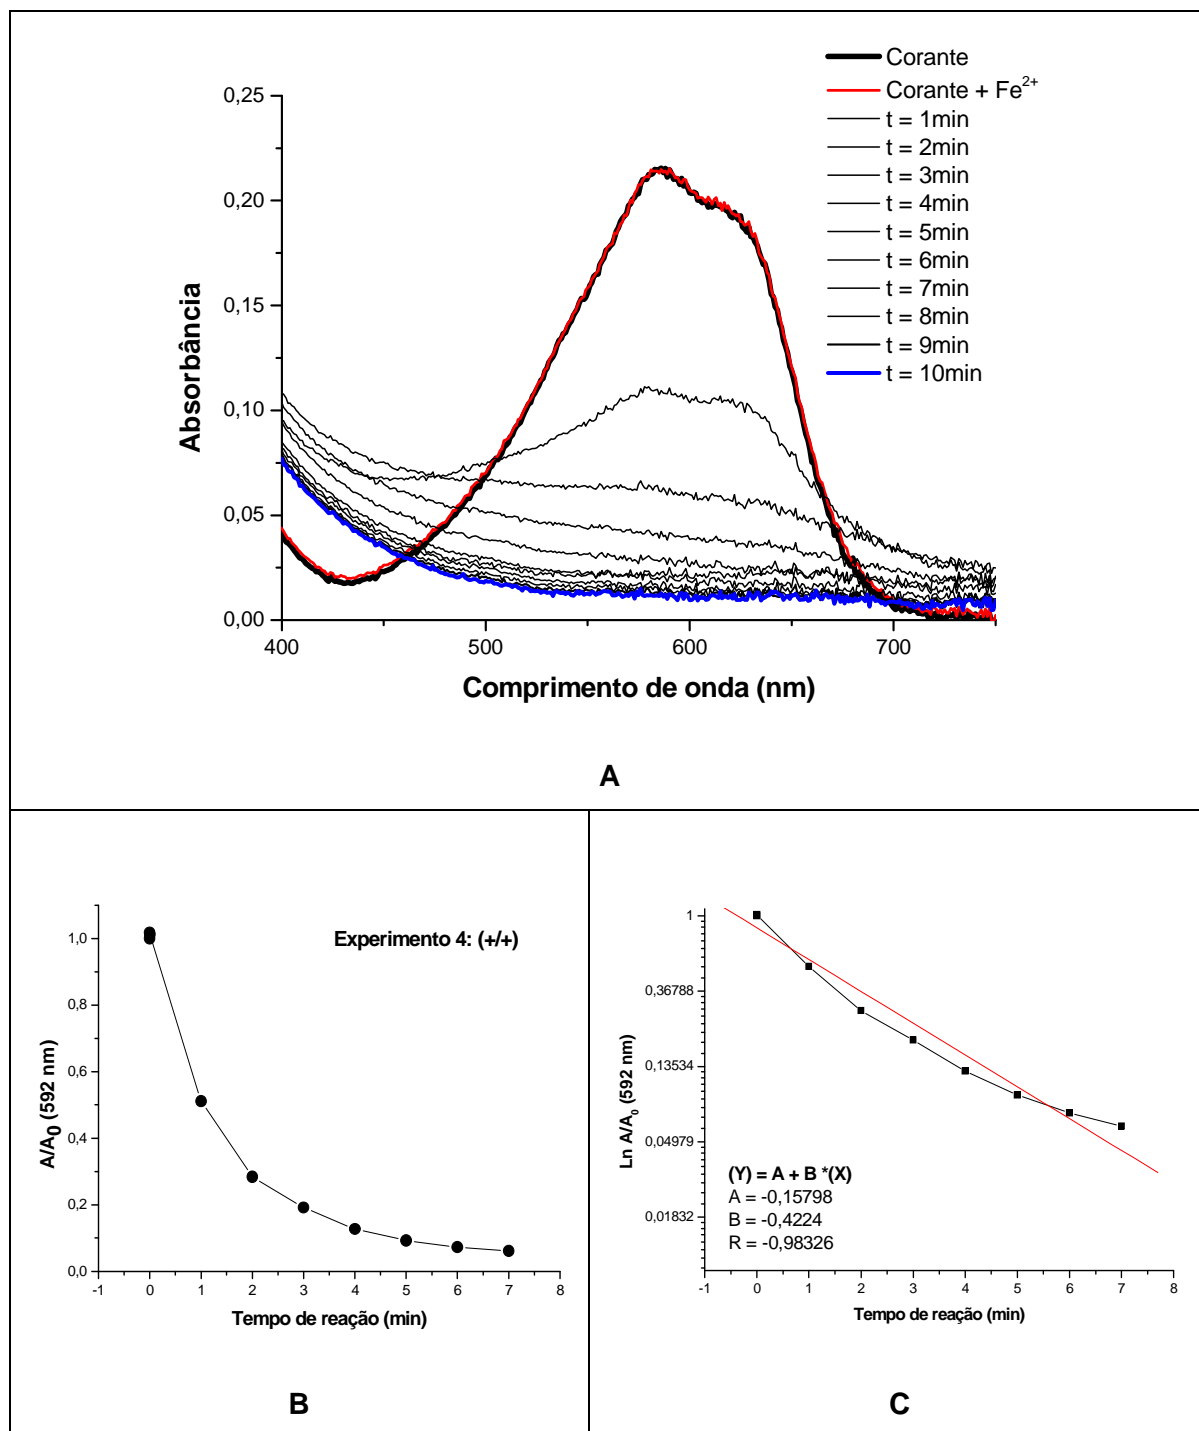 Corante
Corante + Fe²⁺
t = 1min
t = 2min
t = 3min
t = 4min
t = 5min
t = 6min
t = 7min
t = 8min
t = 9min
t = 10min
0,25
0,20
0,15
0,10
0,05
0,00
Absorbância
400 500 600 700
Comprimento de onda (nm)
A
Experimento 4: (+/+)
1,0
0,8
0,6
0,4
0,2
0,0
A/A₀ (592 nm)
-1 0 1 2 3 4 5 6 7 8
Tempo de reação (min)
B
1
0,36788
0,13534
0,04979
0,01832
Ln A/A₀ (592 nm)
(Y) = A + B *(X)
A = -0,15798
B = -0,4224
R = -0,98326
-1 0 1 2 3 4 5 6 7 8
Tempo de reação (min)
C